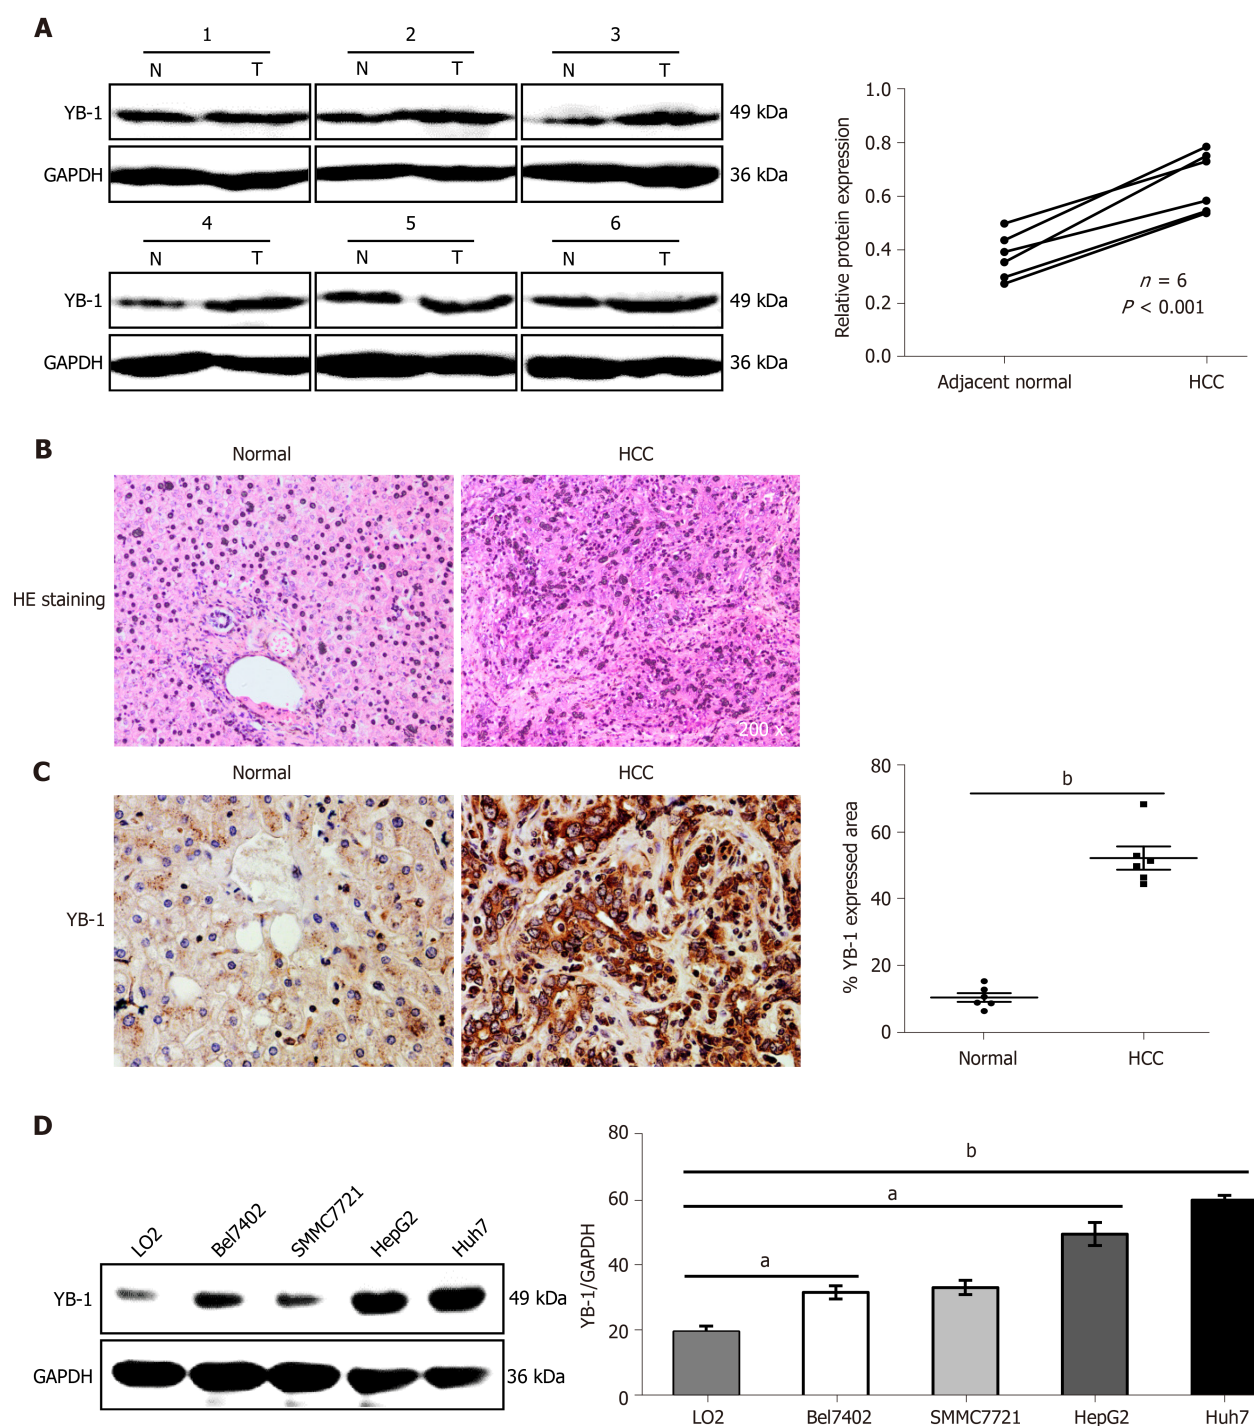 A
1 2 3
N T N T N T
YB-1 49 kDa
GAPDH 36 kDa
4 5 6
N T N T N T
YB-1 49 kDa
GAPDH 36 kDa
Relative protein expression
1.0
0.8
0.6
0.4
0.2
0.0
n = 6
P < 0.001
Adjacent normal HCC
B
Normal HCC
HE staining
200 x
C
Normal HCC
YB-1
% YB-1 expressed area
80
60
40
20
0
b
Normal HCC
D
LO2 Bel7402 SMMC7721 HepG2 Huh7
YB-1 49 kDa
GAPDH 36 kDa
YB-1/GAPDH
80
60
40
20
0
b
a
a
LO2 Bel7402 SMMC7721 HepG2 Huh7